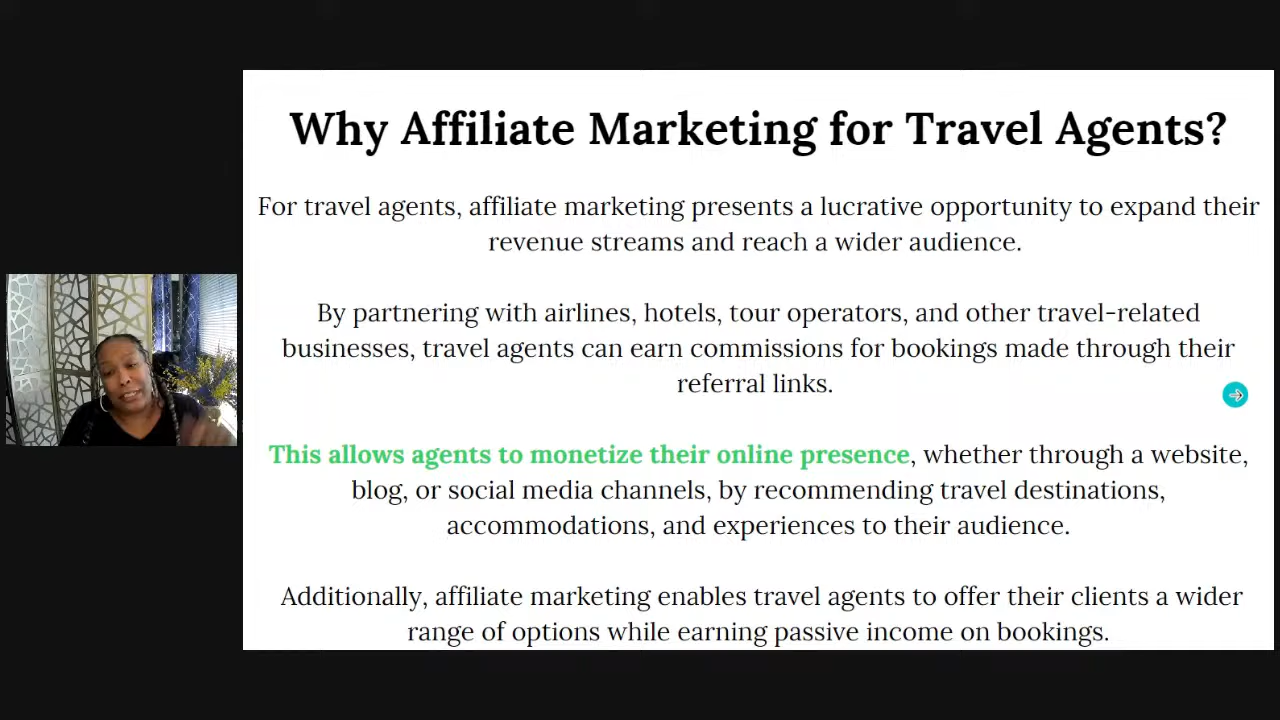 Why Affiliate Marketing for Travel Agents?
For travel agents, affiliate marketing presents a lucrative opportunity to expand their
revenue streams and reach a wider audience.
By partnering with airlines, hotels, tour operators, and other travel-related
businesses, travel agents can earn commissions for bookings made through their
referral links.
This allows agents to monetize their online presence, whether through a website,
blog, or social media channels, by recommending travel destinations,
accommodations, and experiences to their audience.
Additionally, affiliate marketing enables travel agents to offer their clients a wider
range of options while earning passive income on bookings.